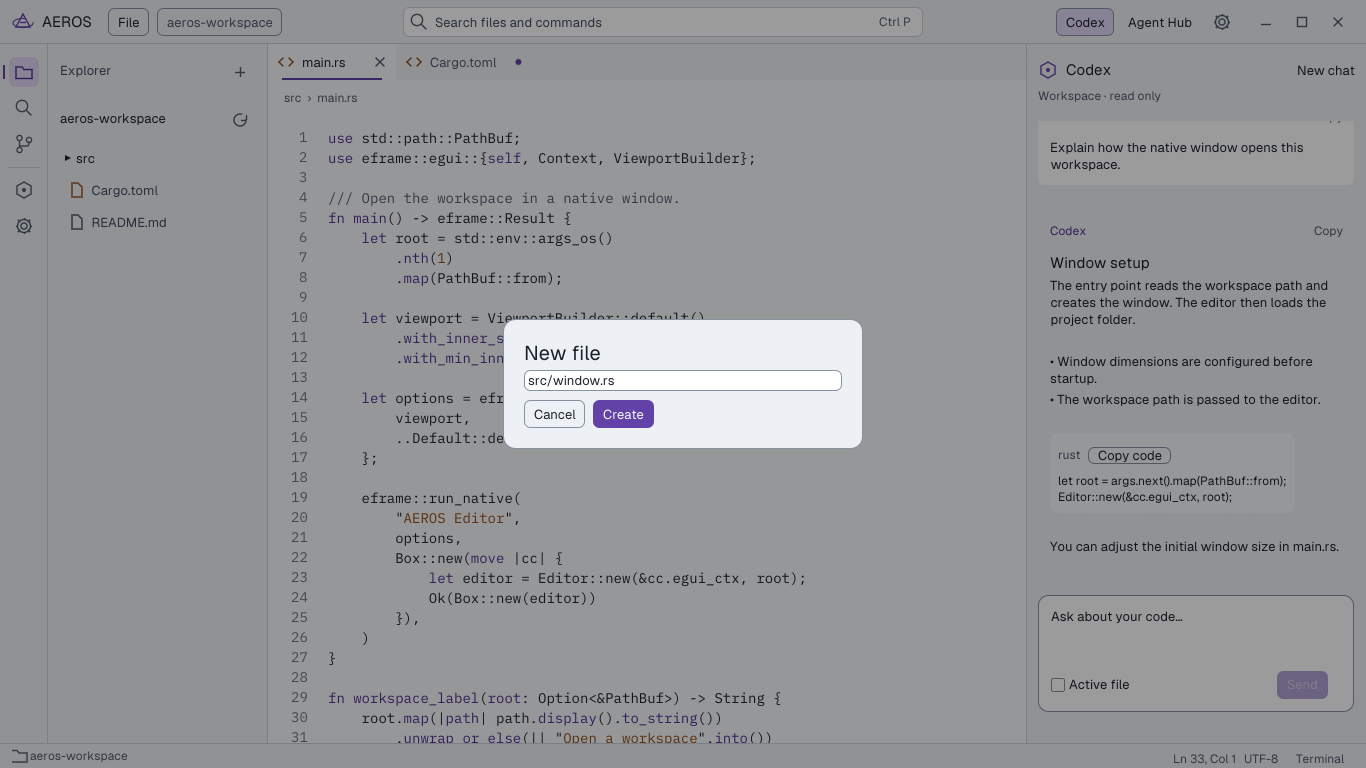 AEROS File aeros-workspace Search files and commands Ctrl P Codex Agent Hub
Explorer
aeros-workspace
src
Cargo.toml
README.md
main.rs Cargo.toml
src › main.rs
1 use std::path::PathBuf;
2 use eframe::egui::{self, Context, ViewportBuilder};
3
4 /// Open the workspace in a native window.
5 fn main() -> eframe::Result {
6 let root = std::env::args_os()
7 .nth(1)
8 .map(PathBuf::from);
9
10 let viewport = ViewportBuilder::default()
11 .with_inner_s
12 .with_min_inn
13
14 let options = efr
15 viewport,
16 ..Default::de
17 };
18
19 eframe::run_native(
20 "AEROS Editor",
21 options,
22 Box::new(move |cc| {
23 let editor = Editor::new(&cc.egui_ctx, root);
24 Ok(Box::new(editor))
25 }),
26 )
27 }
28
29 fn workspace_label(root: Option<&PathBuf>) -> String {
30 root.map(|path| path.display().to_string())
31 .unwrap_or_else(|| "Open a workspace".into())
New file
src/window.rs
Cancel Create
Codex New chat
Workspace · read only
Explain how the native window opens this
workspace.
Codex Copy
Window setup
The entry point reads the workspace path and
creates the window. The editor then loads the
project folder.
• Window dimensions are configured before
startup.
• The workspace path is passed to the editor.
rust Copy code
let root = args.next().map(PathBuf::from);
Editor::new(&cc.egui_ctx, root);
You can adjust the initial window size in main.rs.
Ask about your code…
Active file Send
aeros-workspace Ln 33, Col 1 UTF-8 Terminal